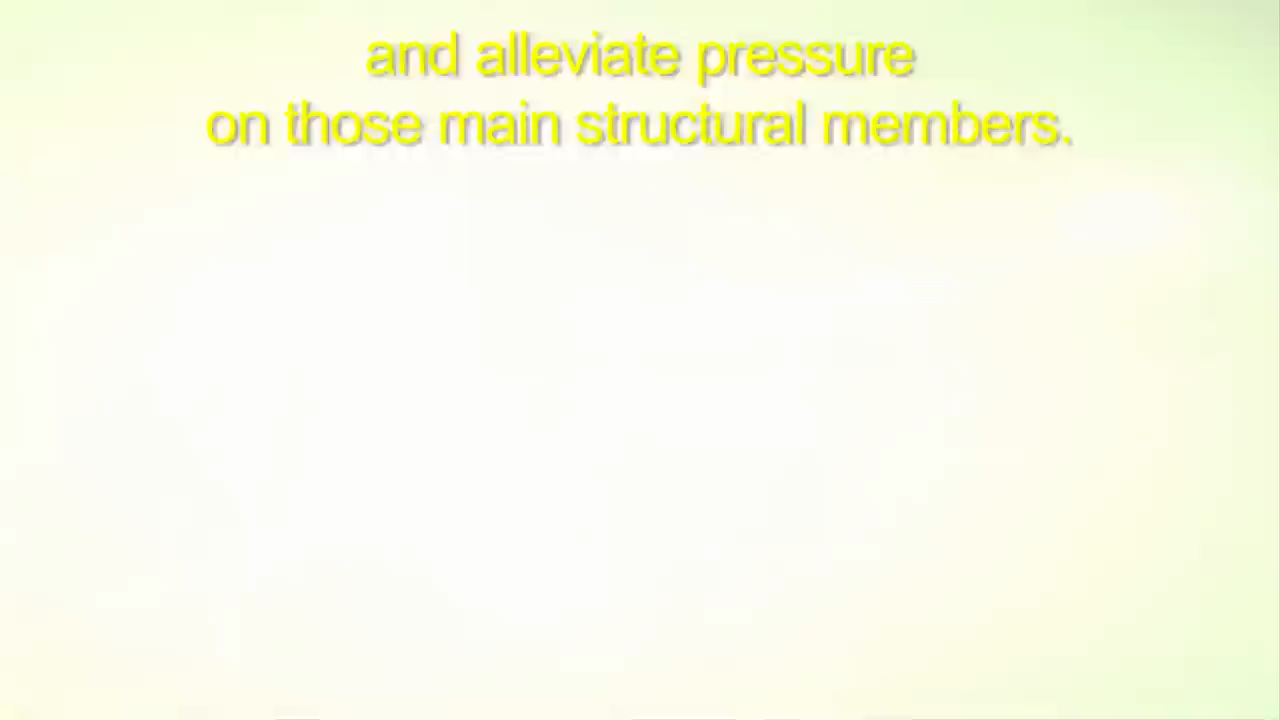 and alleviate pressure
on those main structural members.